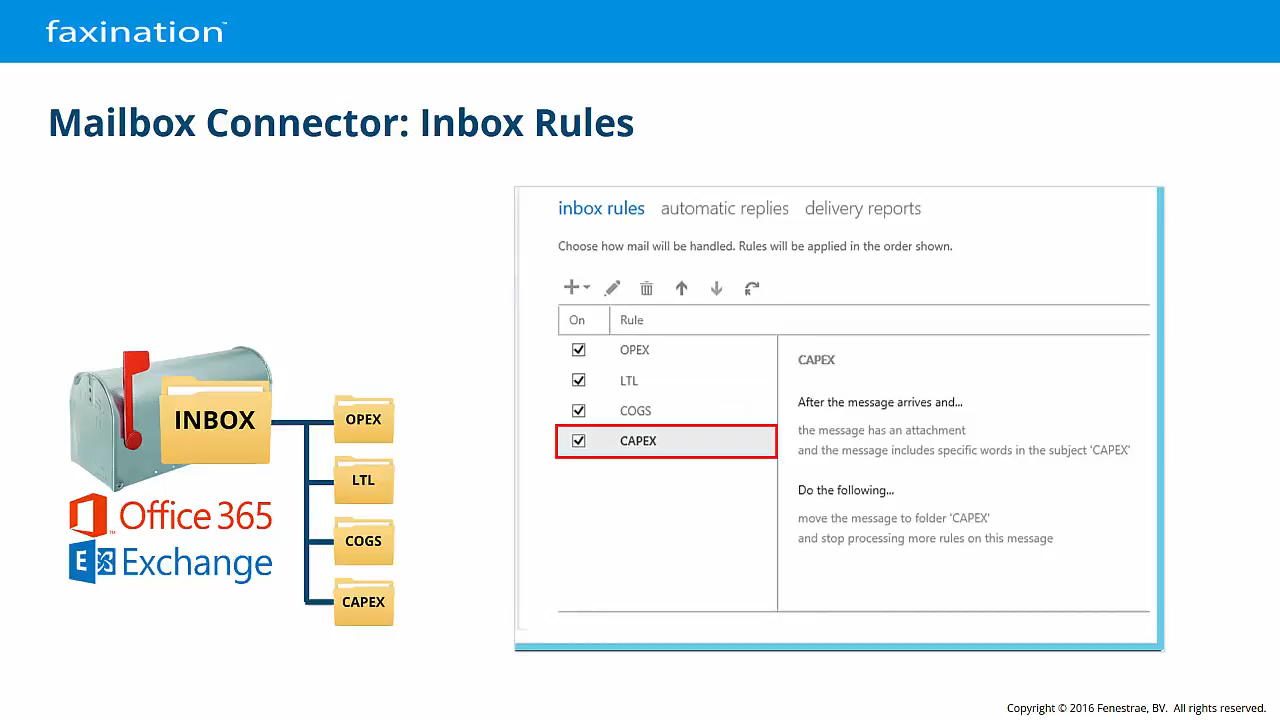 faxination™
Mailbox Connector: Inbox Rules
INBOX
OPEX
LTL
COGS
CAPEX
Office 365
E
Exchange
inbox rules automatic replies delivery reports
Choose how mail will be handled. Rules will be applied in the order shown.
On Rule
OPEX
LTL
COGS
CAPEX
CAPEX
After the message arrives and...
the message has an attachment
and the message includes specific words in the subject 'CAPEX'
Do the following...
move the message to folder 'CAPEX'
and stop processing more rules on this message
Copyright © 2016 Fenestrae, BV. All rights reserved.